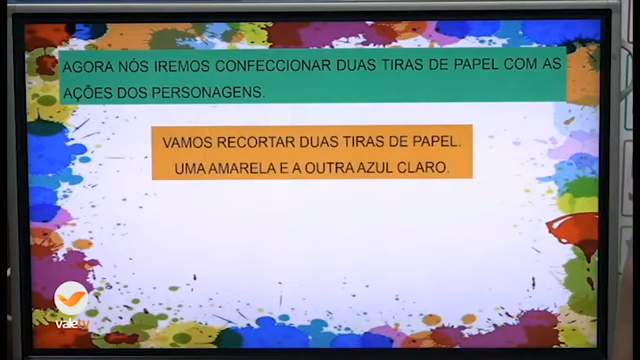 AGORA NÓS IREMOS CONFECCIONAR DUAS TIRAS DE PAPEL COM AS
AÇÕES DOS PERSONAGENS.
VAMOS RECORTAR DUAS TIRAS DE PAPEL.
UMA AMARELA E A OUTRA AZUL CLARO.
valetv